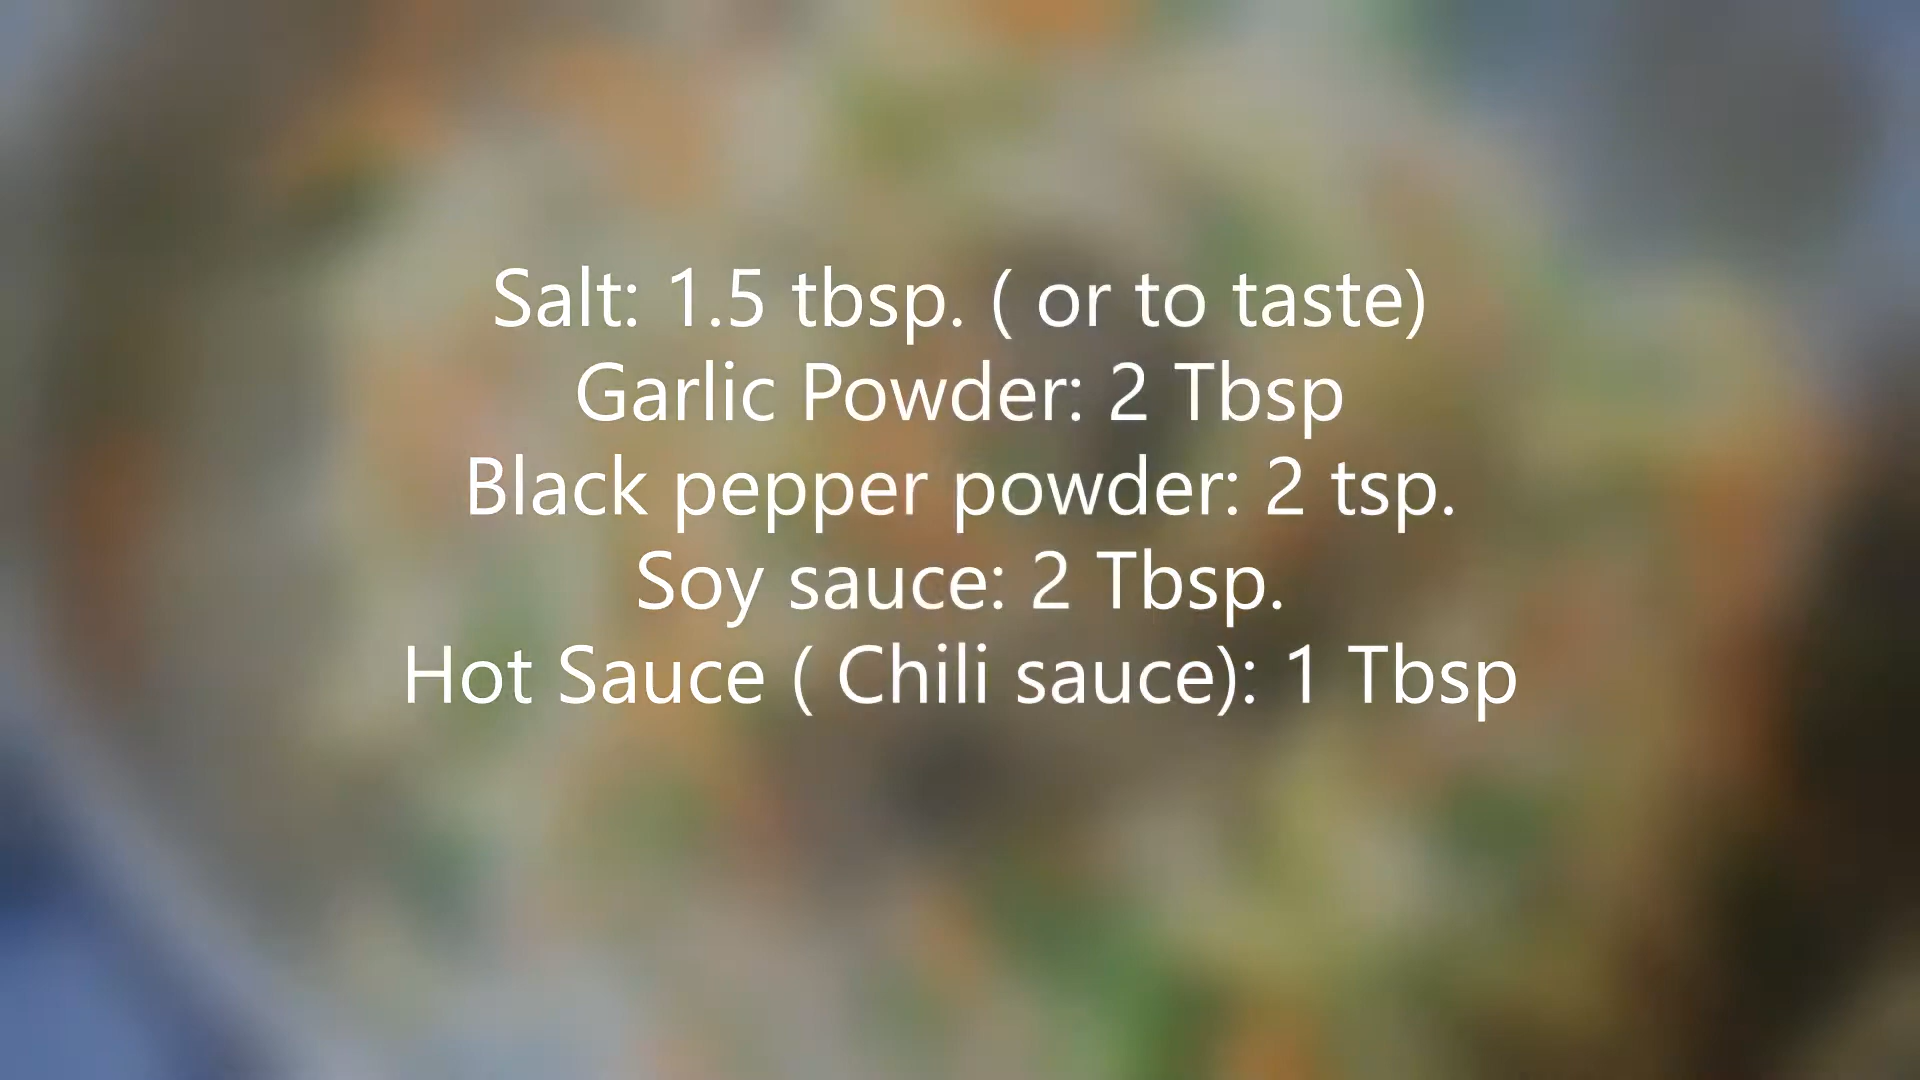 Salt: 1.5 tbsp. ( or to taste)
Garlic Powder: 2 Tbsp
Black pepper powder: 2 tsp.
Soy sauce: 2 Tbsp.
Hot Sauce ( Chili sauce): 1 Tbsp